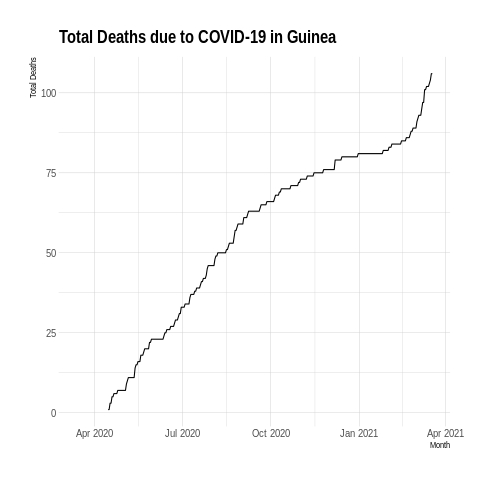 Total Deaths due to COVID-19 in Guinea
Total Deaths
100
75
50
25
0
Apr 2020 Jul 2020 Oct 2020 Jan 2021 Apr 2021
Month